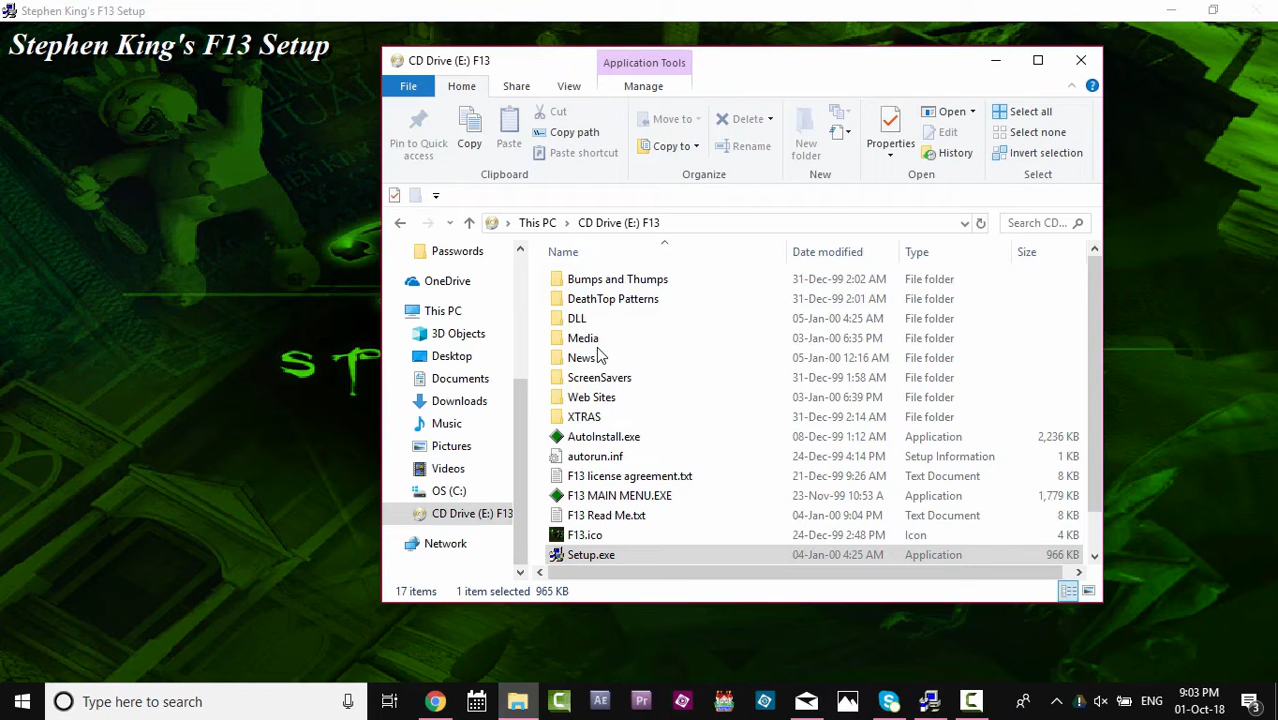 Stephen King's F13 Setup
Stephen King's F13 Setup
CD Drive (E:) F13
Application Tools
File
Home
Share
View
Manage
Pin to Quick access
Copy
Paste
Cut
Copy path
Paste shortcut
Clipboard
Move to
Copy to
Delete
Rename
Organize
New folder
New
Properties
Open
Edit
History
Open
Select all
Select none
Invert selection
Select
This PC
CD Drive (E:) F13
Search CD...
Passwords
OneDrive
This PC
3D Objects
Desktop
Documents
Downloads
Music
Pictures
Videos
OS (C:)
CD Drive (E:) F13
Network
Name Date modified Type Size
Bumps and Thumps 31-Dec-99 2:02 AM File folder
DeathTop Patterns 31-Dec-99 2:01 AM File folder
DLL 05-Jan-00 4:25 AM File folder
Media 03-Jan-00 6:35 PM File folder
News 05-Jan-00 12:16 AM File folder
ScreenSavers 31-Dec-99 1:58 AM File folder
Web Sites 03-Jan-00 6:39 PM File folder
XTRAS 31-Dec-99 2:14 AM File folder
AutoInstall.exe 08-Dec-99 1:12 AM Application 2,236 KB
autorun.inf 24-Dec-99 4:14 PM Setup Information 1 KB
F13 license agreement.txt 21-Dec-99 9:26 AM Text Document 8 KB
F13 MAIN MENU.EXE 23-Nov-99 10:53 A Application 1,779 KB
F13 Read Me.txt 04-Jan-00 9:04 PM Text Document 8 KB
F13.ico 24-Dec-99 2:48 PM Icon 4 KB
Setup.exe 04-Jan-00 4:25 AM Application 966 KB
17 items 1 item selected 965 KB
ST
Type here to search
Ae
Pr
ENG
9:03 PM
01-Oct-18
3